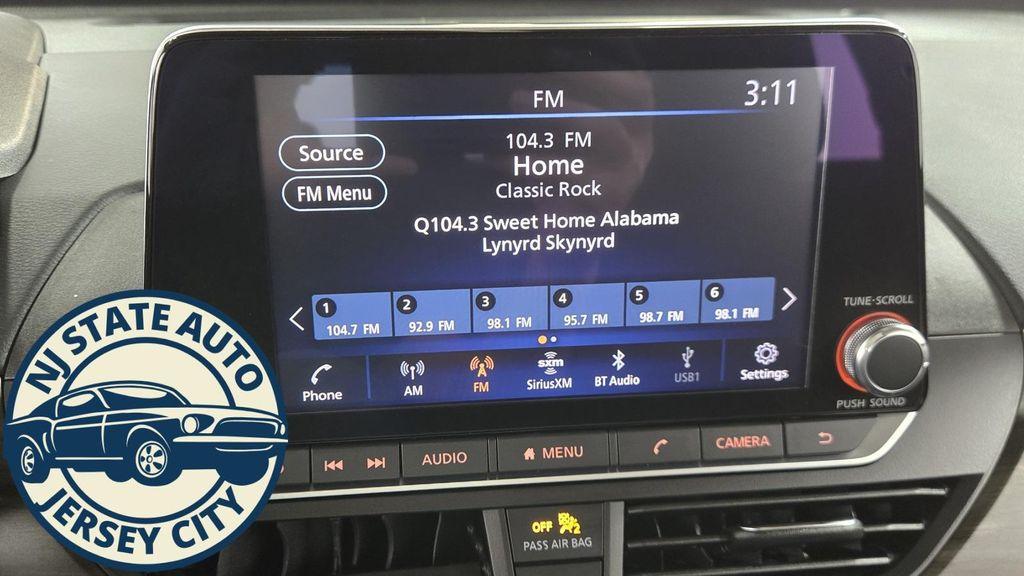 FM
3:11
Source
104.3 FM
Home
FM Menu
Classic Rock
Q104.3 Sweet Home Alabama
Lynyrd Skynyrd
1 2 3 4 5 6
104.7 FM 92.9 FM 98.1 FM 95.7 FM 98.7 FM 98.1 FM
Phone AM FM sxm SiriusXM BT Audio USB1 Settings
TUNE·SCROLL
PUSH SOUND
AUDIO MENU CAMERA
OFF 2
PASS AIR BAG
NJ STATE AUTO
JERSEY CITY